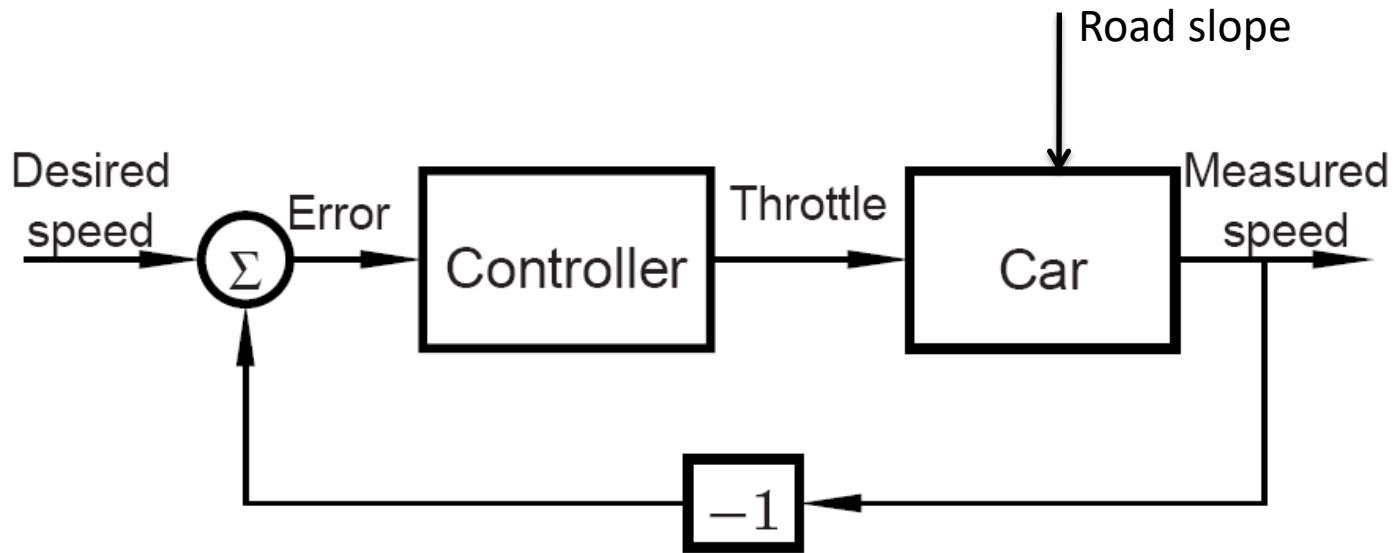 Road slope
Desired
speed
Σ
Error
Controller
Throttle
Car
Measured
speed
−1